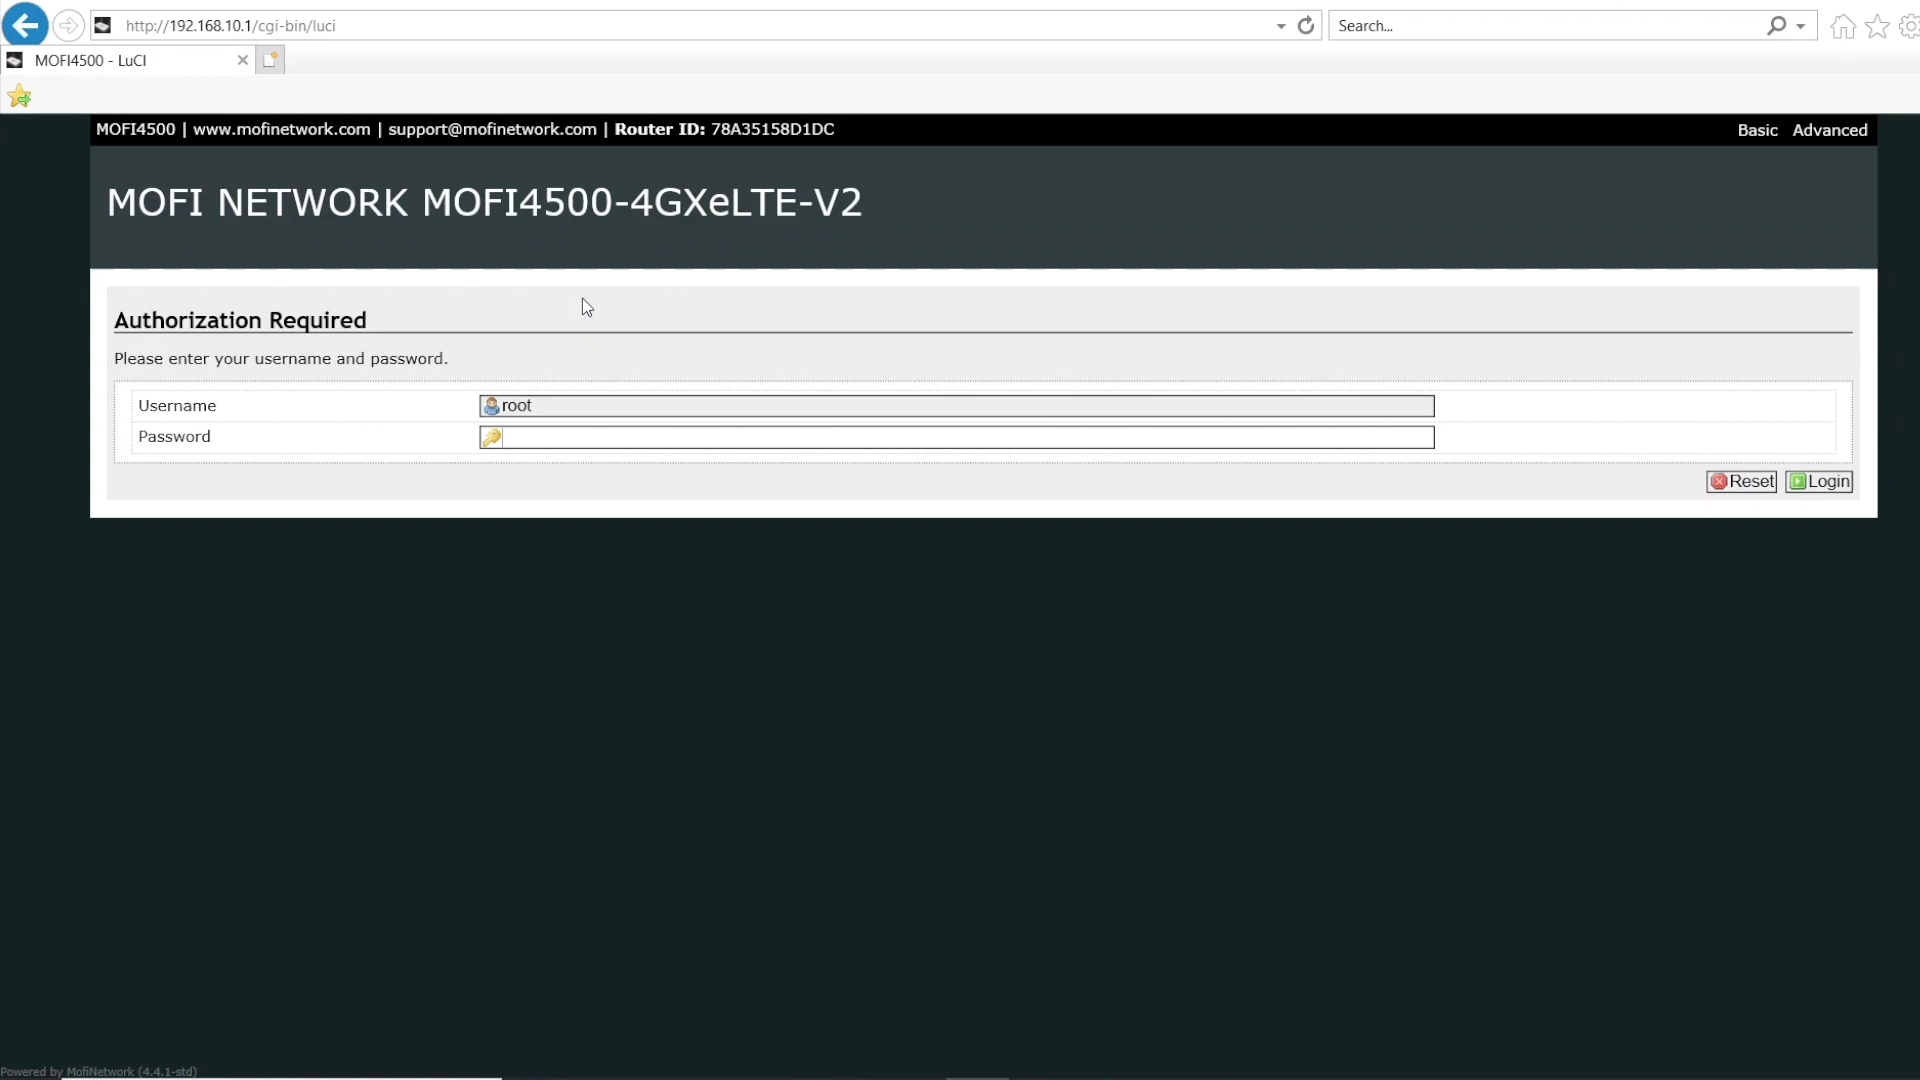 http://192.168.10.1/cgi-bin/luci
Search...
MOFI4500 - LuCI
MOFI4500 | www.mofinetwork.com | support@mofinetwork.com | Router ID: 78A35158D1DC
Basic Advanced
MOFI NETWORK MOFI4500-4GXeLTE-V2
Authorization Required
Please enter your username and password.
Username root
Password
Reset Login
Powered by MofiNetwork (4.4.1-std)